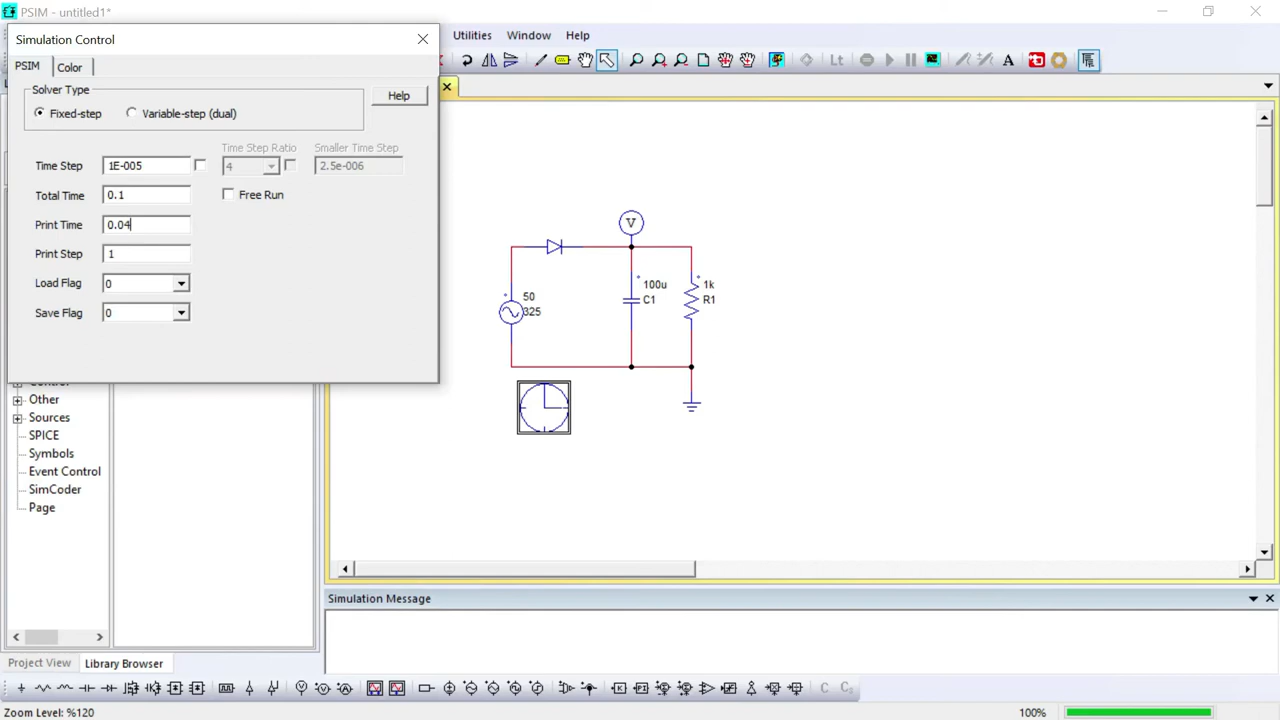 PSIM - untitled1*
Simulation Control
Utilities Window Help
PSIM Color
Solver Type
Fixed-step Variable-step (dual)
Help
Time Step Ratio Smaller Time Step
Time Step 1E-005 4 2.5e-006
Total Time 0.1 Free Run
Print Time 0.04
Print Step 1
Load Flag 0
Save Flag 0
Lt
A
V
50
325
100u
C1
1k
R1
Control
Other
Sources
SPICE
Symbols
Event Control
SimCoder
Page
Simulation Message
Project View Library Browser
K PI C
Zoom Level: %120 100%